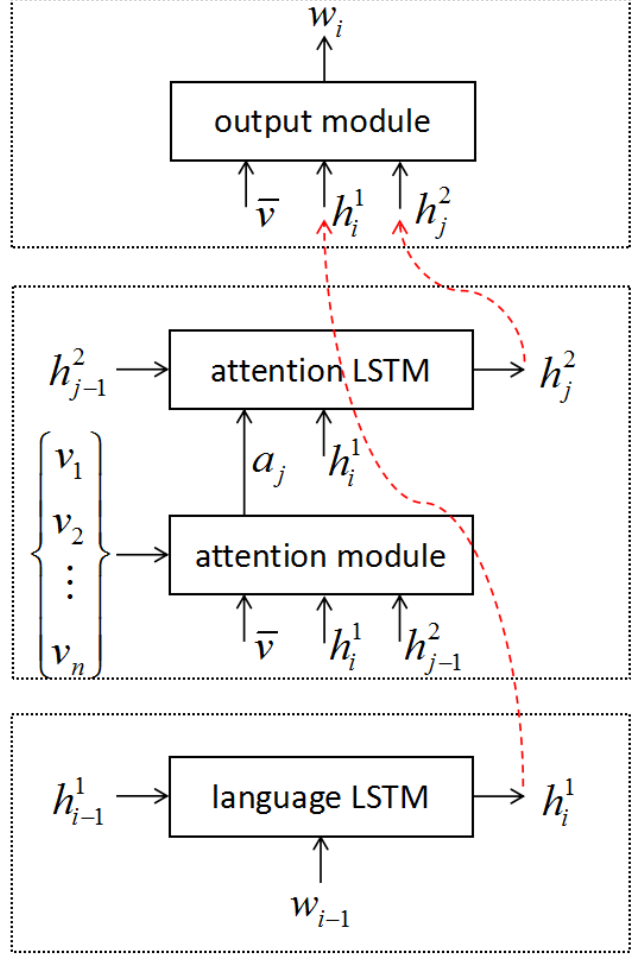 w_i
output module
v̄ h_i^1 h_j^2
h_{j-1}^2 attention LSTM h_j^2
a_j h_i^1
v_1
v_2
⋮
v_n
attention module
v̄ h_i^1 h_{j-1}^2
h_{i-1}^1 language LSTM h_i^1
w_{i-1}